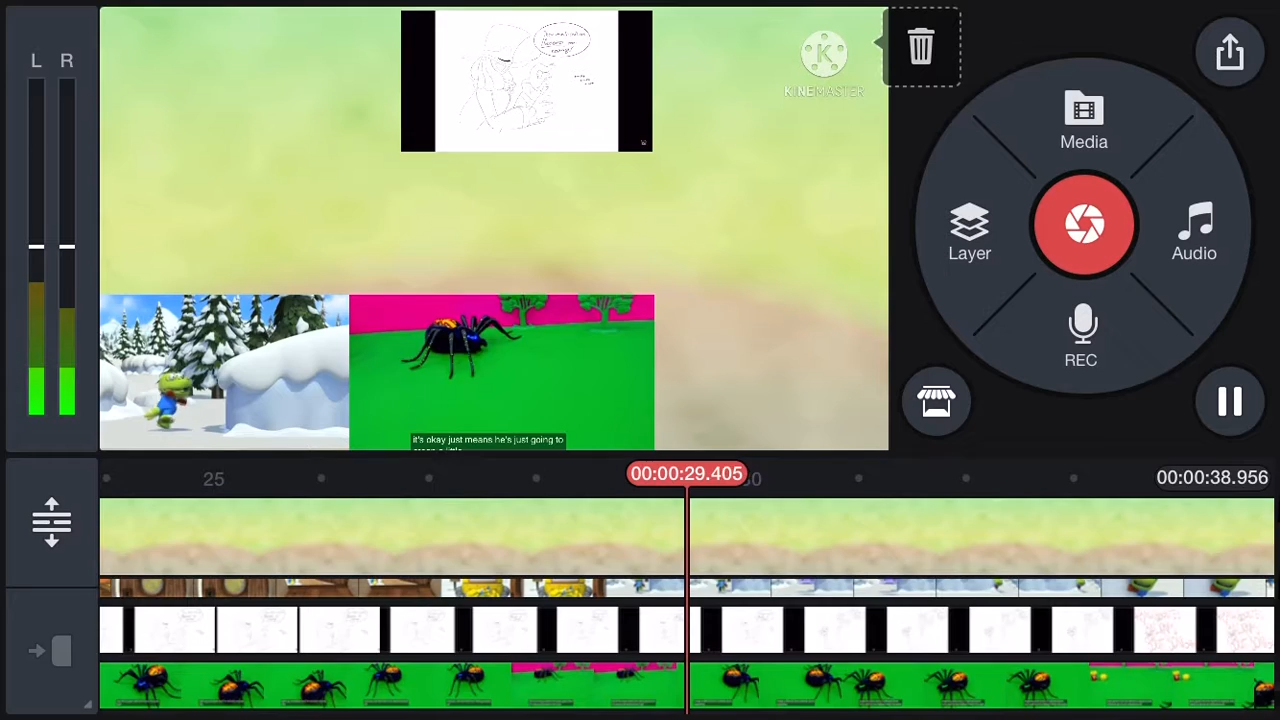 L R
KINEMASTER
Media
Layer
Audio
REC
it's okay just means he's just going to
25
00:00:29.405
00:00:38.956